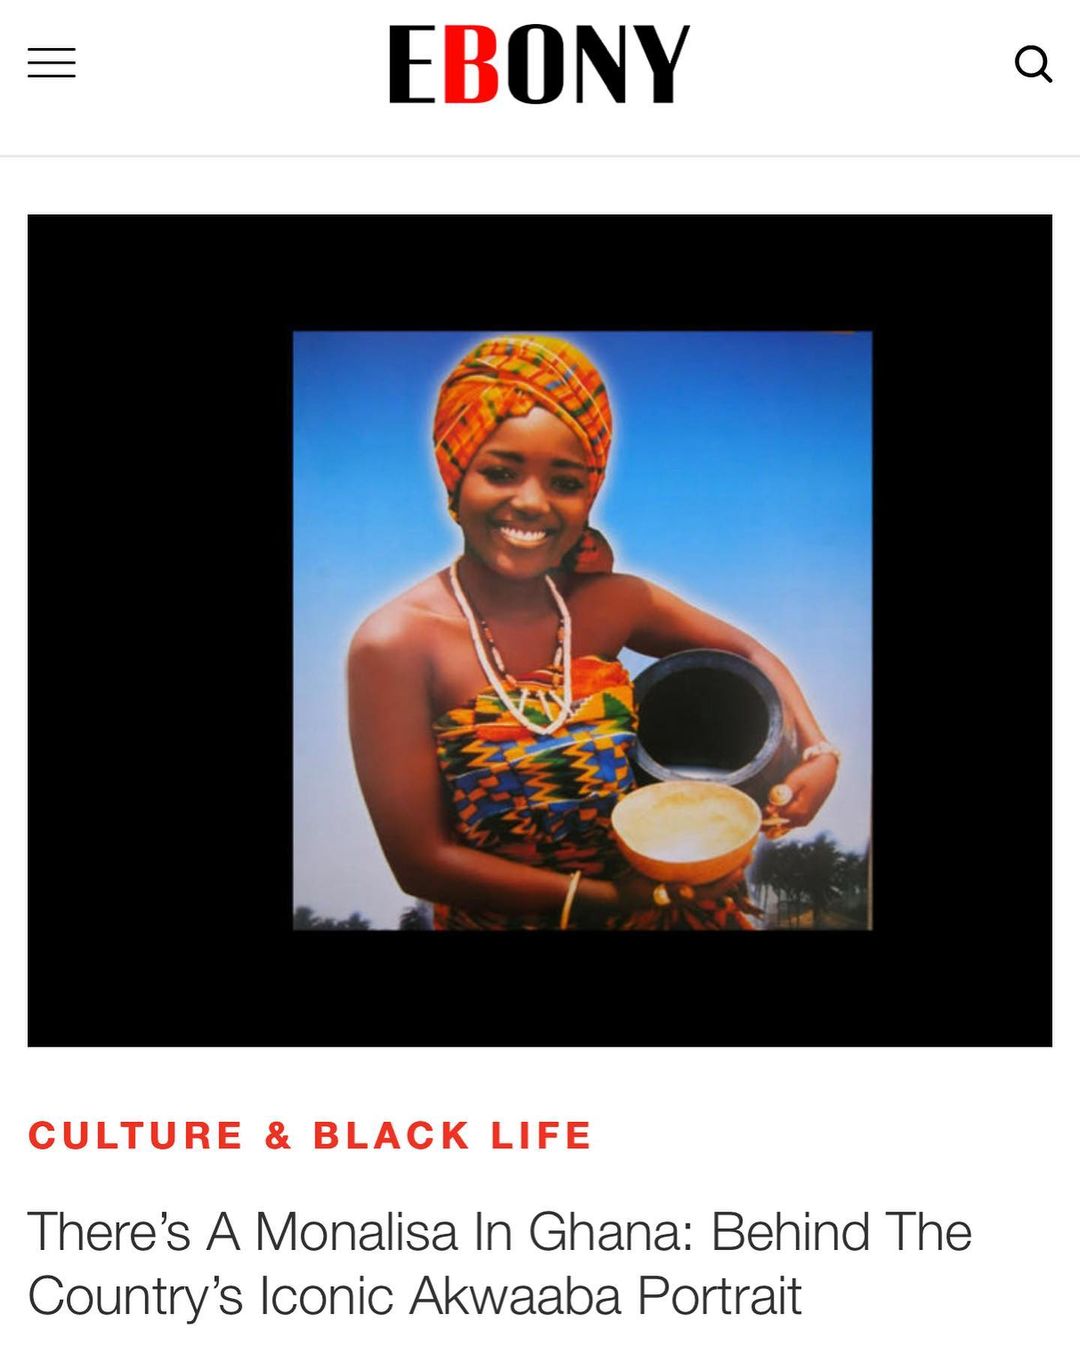 EBONY
CULTURE & BLACK LIFE
There’s A Monalisa In Ghana: Behind The
Country’s Iconic Akwaaba Portrait